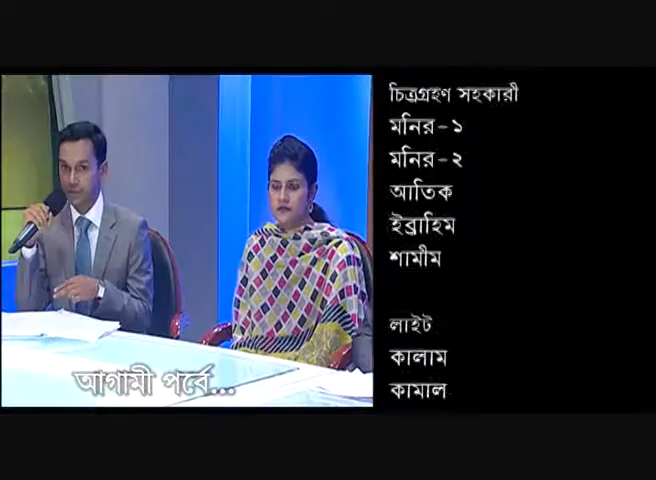 চিত্রগ্রহণ সহকারী
মনির-১
মনির-২
আতিক
ইব্রাহিম
শামীম
লাইট
কালাম
কামাল
আগামী পর্বে...